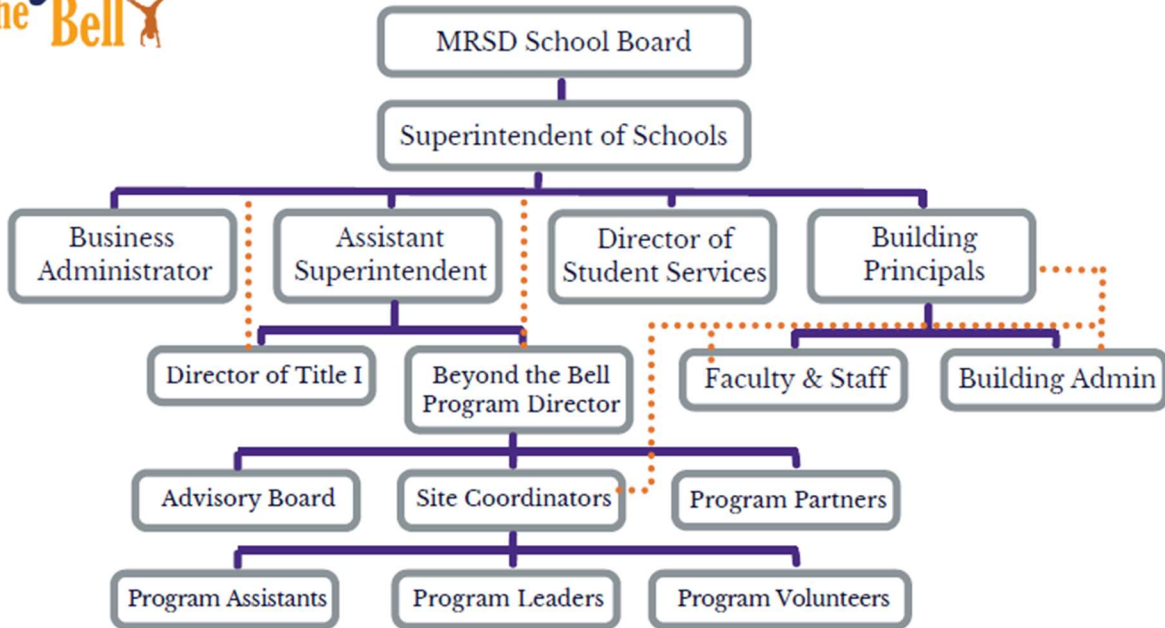 the
Bell
MRSD School Board
Superintendent of Schools
Business
Administrator
Assistant
Superintendent
Director of
Student Services
Building
Principals
Director of Title I
Beyond the Bell
Program Director
Faculty & Staff
Building Admin
Advisory Board
Site Coordinators
Program Partners
Program Assistants
Program Leaders
Program Volunteers